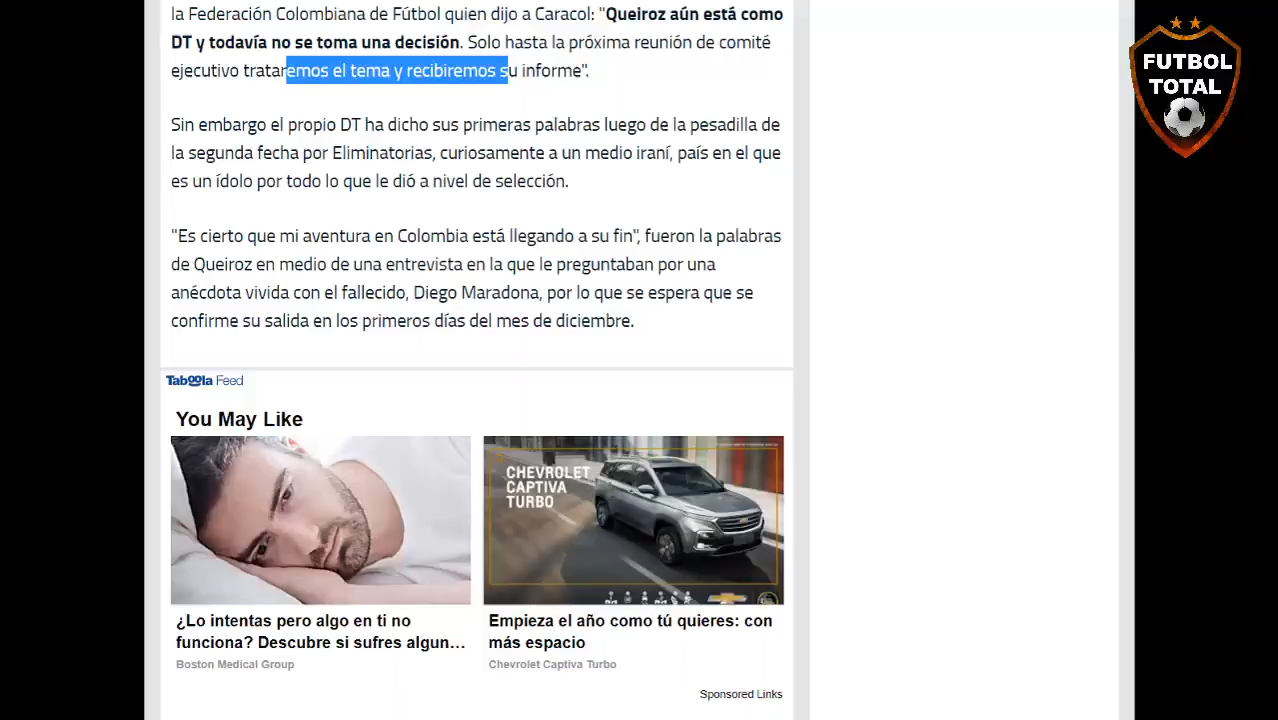 la Federación Colombiana de Fútbol quien dijo a Caracol: "Queiroz aún está como
DT y todavía no se toma una decisión. Solo hasta la próxima reunión de comité
ejecutivo trataremos el tema y recibiremos su informe".
Sin embargo el propio DT ha dicho sus primeras palabras luego de la pesadilla de
la segunda fecha por Eliminatorias, curiosamente a un medio iraní, país en el que
es un ídolo por todo lo que le dió a nivel de selección.
"Es cierto que mi aventura en Colombia está llegando a su fin", fueron la palabras
de Queiroz en medio de una entrevista en la que le preguntaban por una
anécdota vivida con el fallecido, Diego Maradona, por lo que se espera que se
confirme su salida en los primeros días del mes de diciembre.
Taboola Feed
You May Like
CHEVROLET
CAPTIVA
TURBO
¿Lo intentas pero algo en ti no
funciona? Descubre si sufres algun...
Boston Medical Group
Empieza el año como tú quieres: con
más espacio
Chevrolet Captiva Turbo
Sponsored Links
FUTBOL
TOTAL